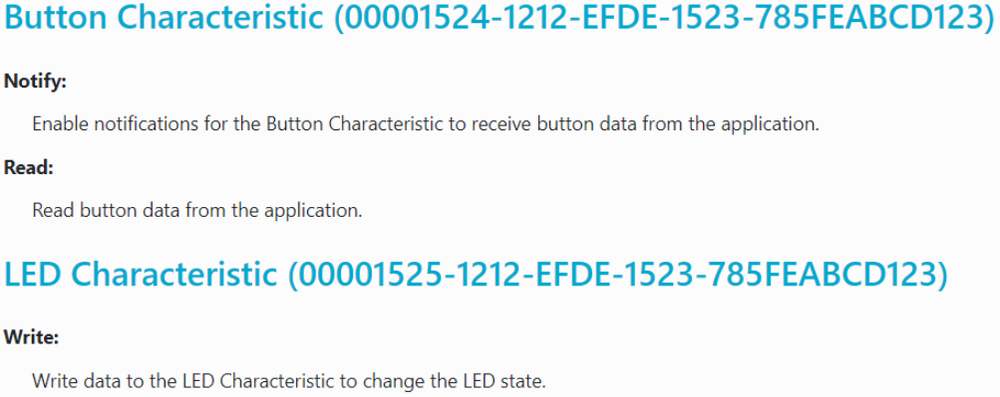 Button Characteristic (00001524-1212-EFDE-1523-785FEABCD123)
Notify:
Enable notifications for the Button Characteristic to receive button data from the application.
Read:
Read button data from the application.
LED Characteristic (00001525-1212-EFDE-1523-785FEABCD123)
Write:
Write data to the LED Characteristic to change the LED state.